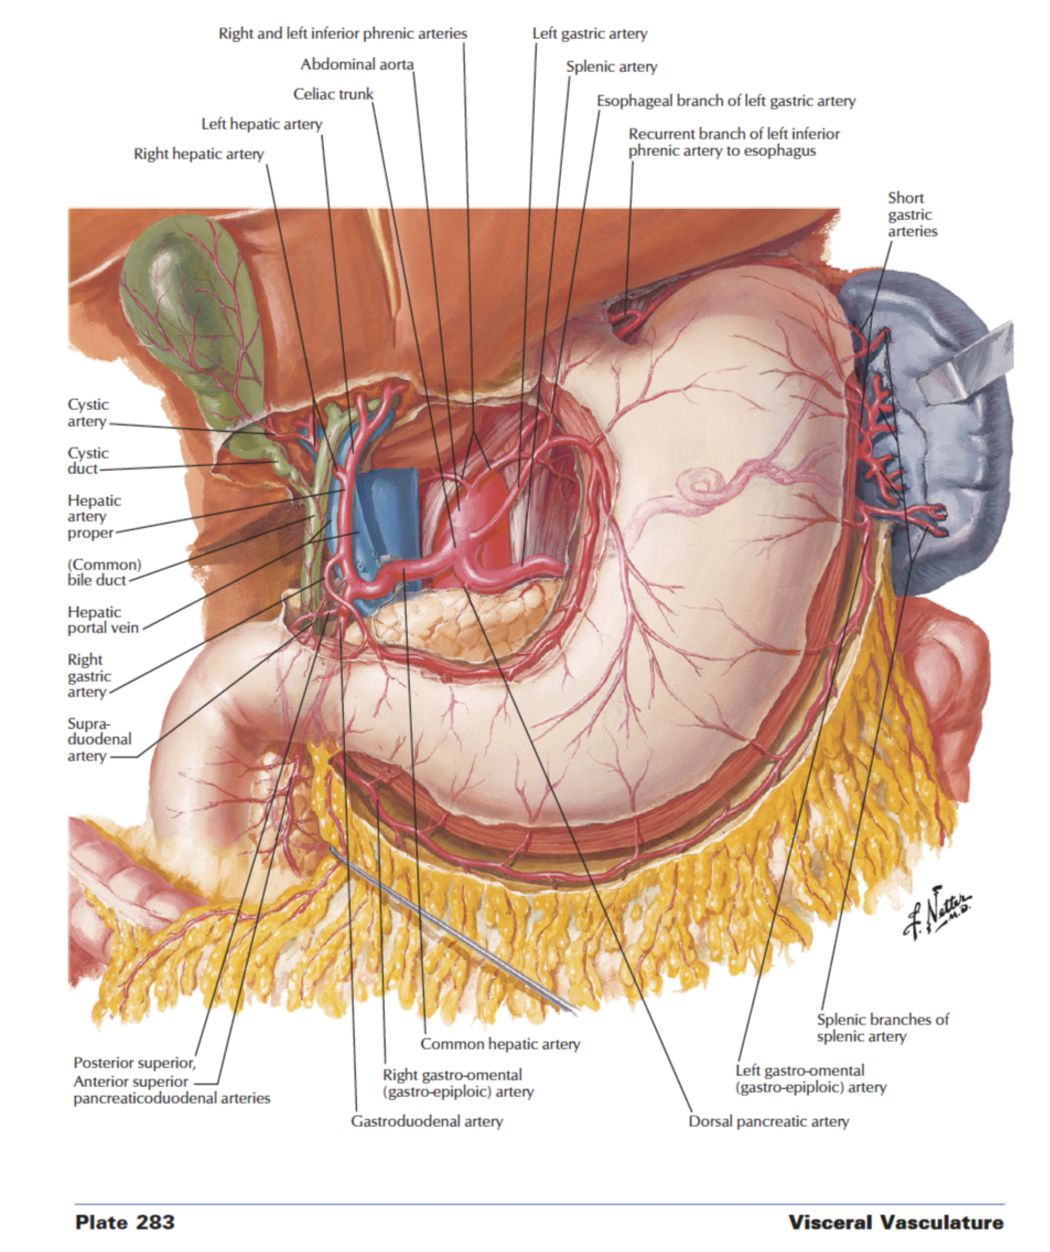 Right and left inferior phrenic arteries
Left gastric artery
Abdominal aorta
Splenic artery
Celiac trunk
Esophageal branch of left gastric artery
Left hepatic artery
Recurrent branch of left inferior
phrenic artery to esophagus
Right hepatic artery
Short
gastric
arteries
Cystic
artery
Cystic
duct
Hepatic
artery
proper
(Common)
bile duct
Hepatic
portal vein
Right
gastric
artery
Supra-
duodenal
artery
F. Netter
M.D.
Splenic branches of
splenic artery
Common hepatic artery
Posterior superior,
Anterior superior
pancreaticoduodenal arteries
Right gastro-omental
(gastro-epiploic) artery
Left gastro-omental
(gastro-epiploic) artery
Gastroduodenal artery
Dorsal pancreatic artery
Plate 283
Visceral Vasculature